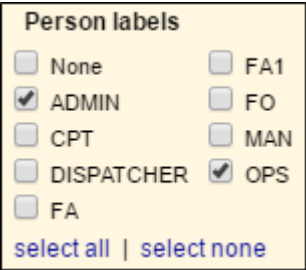 Person labels
None FA1
ADMIN FO
CPT MAN
DISPATCHER OPS
FA
select all | select none